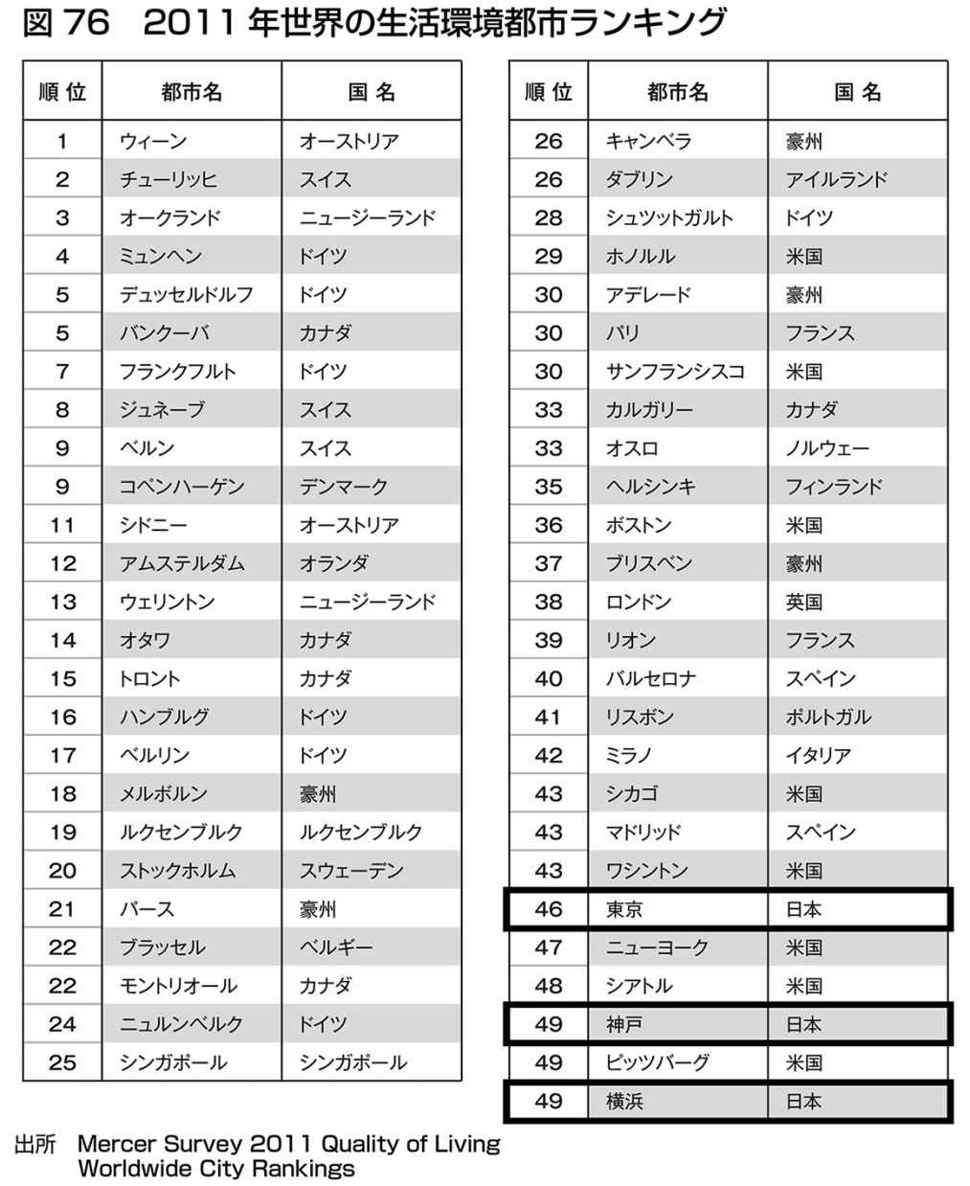 図 76　2011 年世界の生活環境都市ランキング
順 位　都市名　国 名
1　ウィーン　オーストリア
2　チューリッヒ　スイス
3　オークランド　ニュージーランド
4　ミュンヘン　ドイツ
5　デュッセルドルフ　ドイツ
5　バンクーバ　カナダ
7　フランクフルト　ドイツ
8　ジュネーブ　スイス
9　ベルン　スイス
9　コペンハーゲン　デンマーク
11　シドニー　オーストリア
12　アムステルダム　オランダ
13　ウェリントン　ニュージーランド
14　オタワ　カナダ
15　トロント　カナダ
16　ハンブルグ　ドイツ
17　ベルリン　ドイツ
18　メルボルン　豪州
19　ルクセンブルク　ルクセンブルク
20　ストックホルム　スウェーデン
21　パース　豪州
22　ブラッセル　ベルギー
22　モントリオール　カナダ
24　ニュルンベルク　ドイツ
25　シンガポール　シンガポール
順 位　都市名　国 名
26　キャンベラ　豪州
26　ダブリン　アイルランド
28　シュツットガルト　ドイツ
29　ホノルル　米国
30　アデレード　豪州
30　パリ　フランス
30　サンフランシスコ　米国
33　カルガリー　カナダ
33　オスロ　ノルウェー
35　ヘルシンキ　フィンランド
36　ボストン　米国
37　ブリスベン　豪州
38　ロンドン　英国
39　リオン　フランス
40　バルセロナ　スペイン
41　リスボン　ポルトガル
42　ミラノ　イタリア
43　シカゴ　米国
43　マドリッド　スペイン
43　ワシントン　米国
46　東京　日本
47　ニューヨーク　米国
48　シアトル　米国
49　神戸　日本
49　ピッツバーグ　米国
49　横浜　日本
出所　Mercer Survey 2011 Quality of Living
Worldwide City Rankings